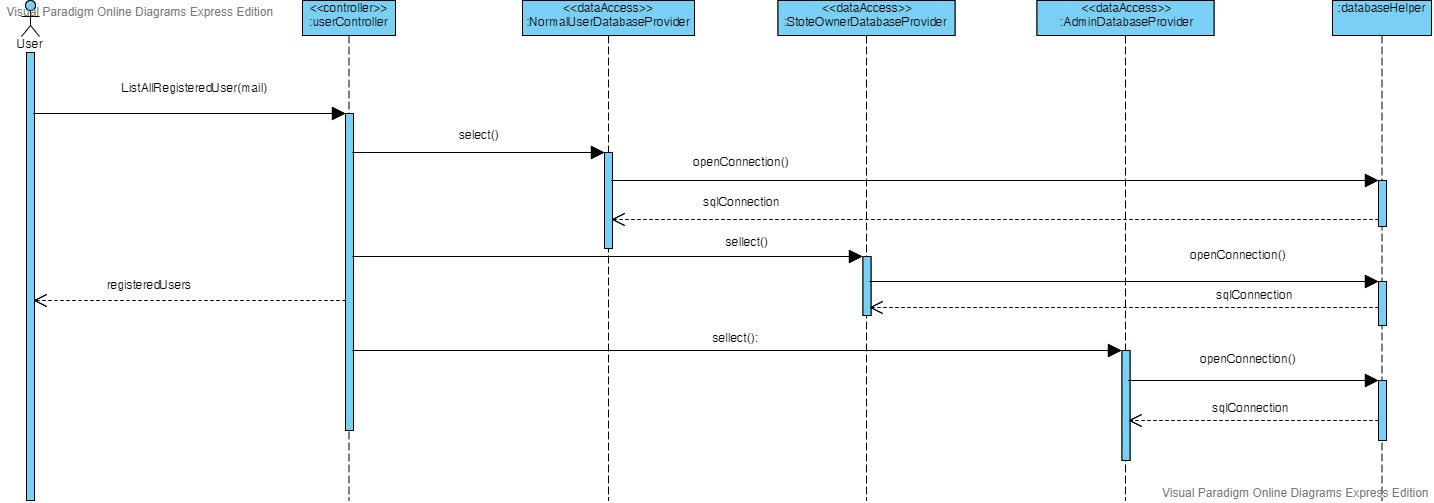 Visual Paradigm Online Diagrams Express Edition
User
<<controller>>
:userController
<<dataAccess>>
:NormalUserDatabaseProvider
<<dataAccess>>
:StoteOwnerDatabaseProvider
<<dataAccess>>
:AdminDatabaseProvider
:databaseHelper
ListAllRegisteredUser(mail)
select()
openConnection()
sqlConnection
sellect()
openConnection()
registeredUsers
sqlConnection
sellect():
openConnection()
sqlConnection
Visual Paradigm Online Diagrams Express Edition